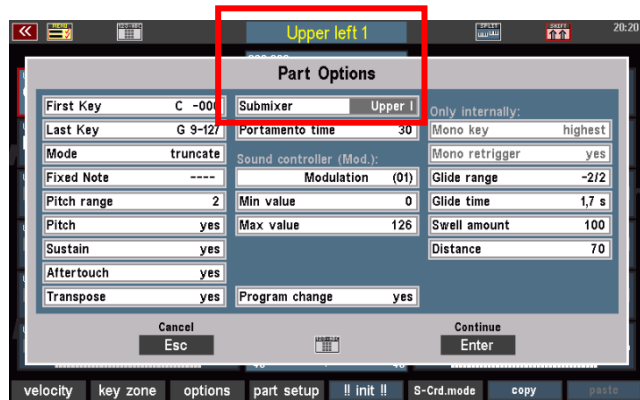 MENU
Upper left 1
SPLIT
SHIFT
20:20
Part Options
First Key C -000
Submixer Upper I
Only internally:
Last Key G 9-127
Portamento time 30
Mono key highest
Mode truncate
Sound controller (Mod.):
Mono retrigger yes
Fixed Note ----
Modulation (01)
Glide range -2/2
Pitch range 2
Min value 0
Glide time 1,7 s
Pitch yes
Max value 126
Swell amount 100
Sustain yes
Distance 70
Aftertouch yes
Transpose yes
Program change yes
Cancel
Esc
Continue
Enter
velocity key zone options part setup !! init !! S-Crd.mode copy paste